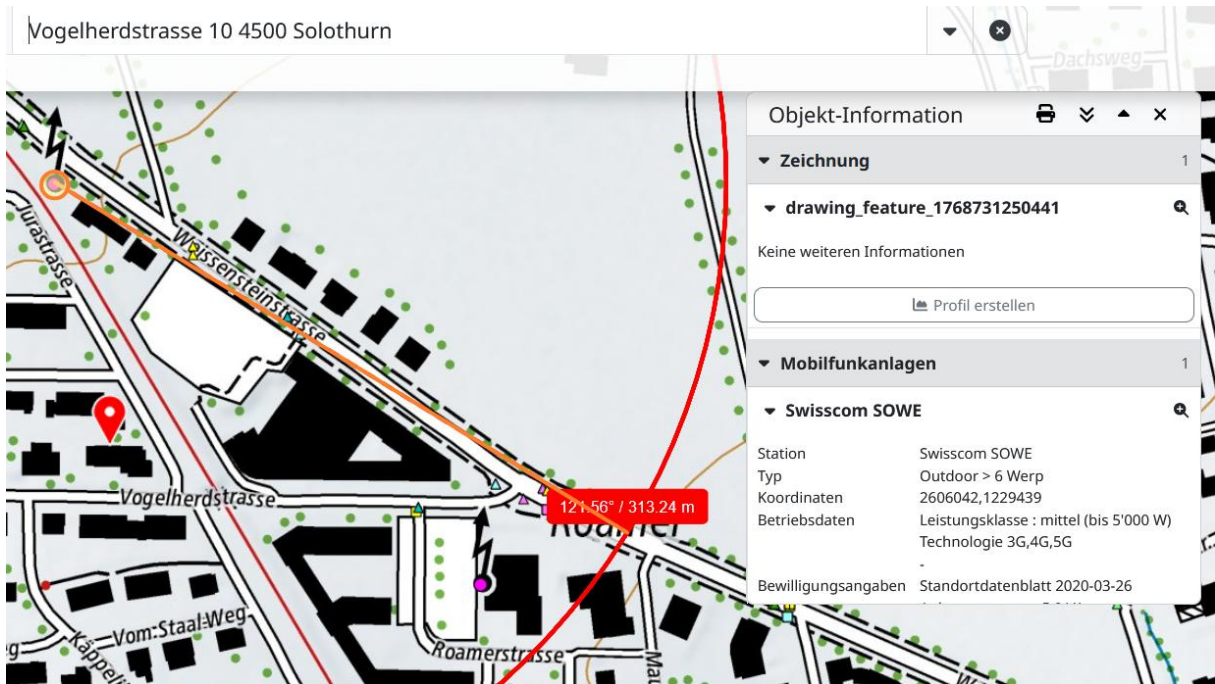 Vogelherdstrasse 10 4500 Solothurn
Dachsweg
Objekt-Information
Zeichnung 1
drawing_feature_1768731250441
Keine weiteren Informationen
Profil erstellen
Mobilfunkanlagen 1
Swisscom SOWE
Station Swisscom SOWE
Typ Outdoor > 6 Werp
Koordinaten 2606042,1229439
Betriebsdaten Leistungsklasse : mittel (bis 5'000 W)
Technologie 3G,4G,5G
-
Bewilligungsangaben Standortdatenblatt 2020-03-26
Jurastrasse
Weissensteinstrasse
Vogelherdstrasse
121.56° / 313.24 m
Roamer
Vom-Staal-Weg
Roamerstrasse